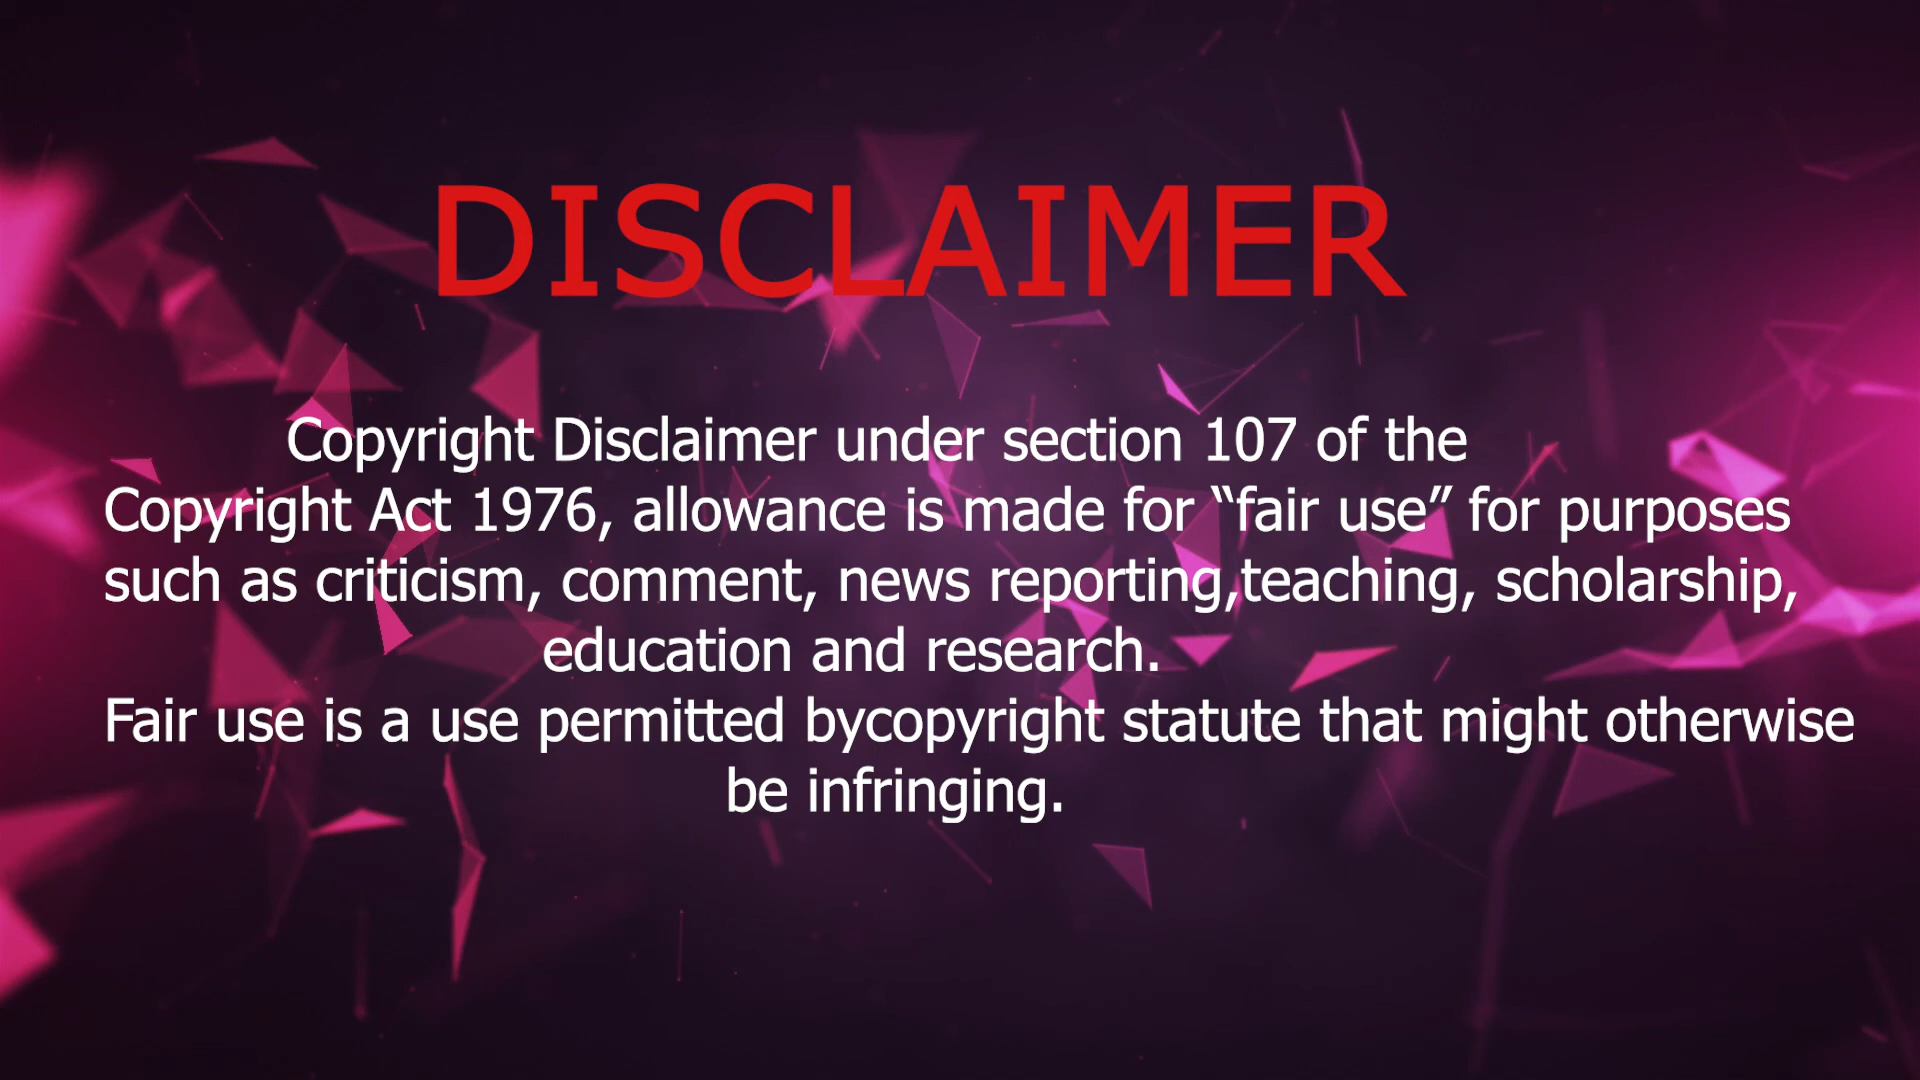 DISCLAIMER
Copyright Disclaimer under section 107 of the
Copyright Act 1976, allowance is made for “fair use” for purposes
such as criticism, comment, news reporting,teaching, scholarship,
education and research.
Fair use is a use permitted bycopyright statute that might otherwise
be infringing.